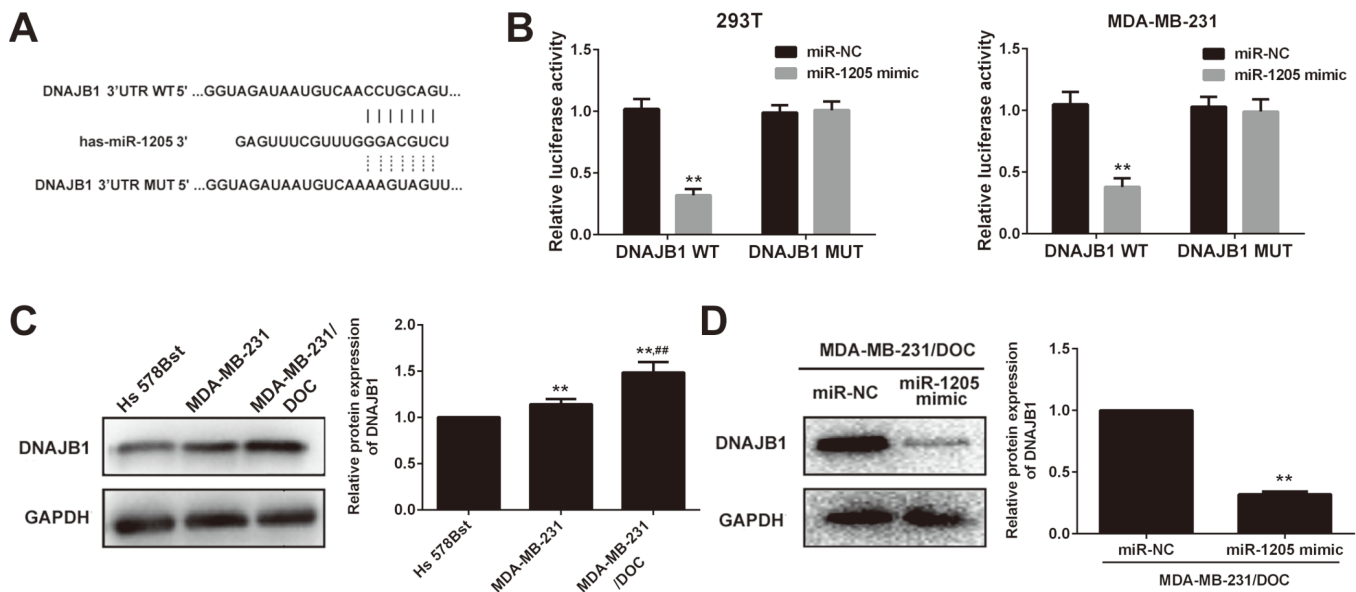 A
DNAJB1 3'UTR WT 5' ...GGUAGAUAAUGUCAACCUGCAGU...
has-miR-1205 3' GAGUUUCGUUUGGGACGUCU
DNAJB1 3'UTR MUT 5' ...GGUAGAUAAUGUCAAAAGUAGUU...
B
293T
miR-NC
miR-1205 mimic
Relative luciferase activity
1.5
1.0
0.5
0.0
**
DNAJB1 WT
DNAJB1 MUT
MDA-MB-231
miR-NC
miR-1205 mimic
Relative luciferase activity
1.5
1.0
0.5
0.0
**
DNAJB1 WT
DNAJB1 MUT
C
Hs 578Bst
MDA-MB-231
MDA-MB-231/
DOC
DNAJB1
GAPDH
Relative protein expression
of DNAJB1
2.0
1.5
1.0
0.5
0.0
**
**,##
Hs 578Bst
MDA-MB-231
MDA-MB-231
/DOC
D
MDA-MB-231/DOC
miR-NC
miR-1205
mimic
DNAJB1
GAPDH
Relative protein expression
of DNAJB1
1.5
1.0
0.5
0.0
**
miR-NC
miR-1205 mimic
MDA-MB-231/DOC